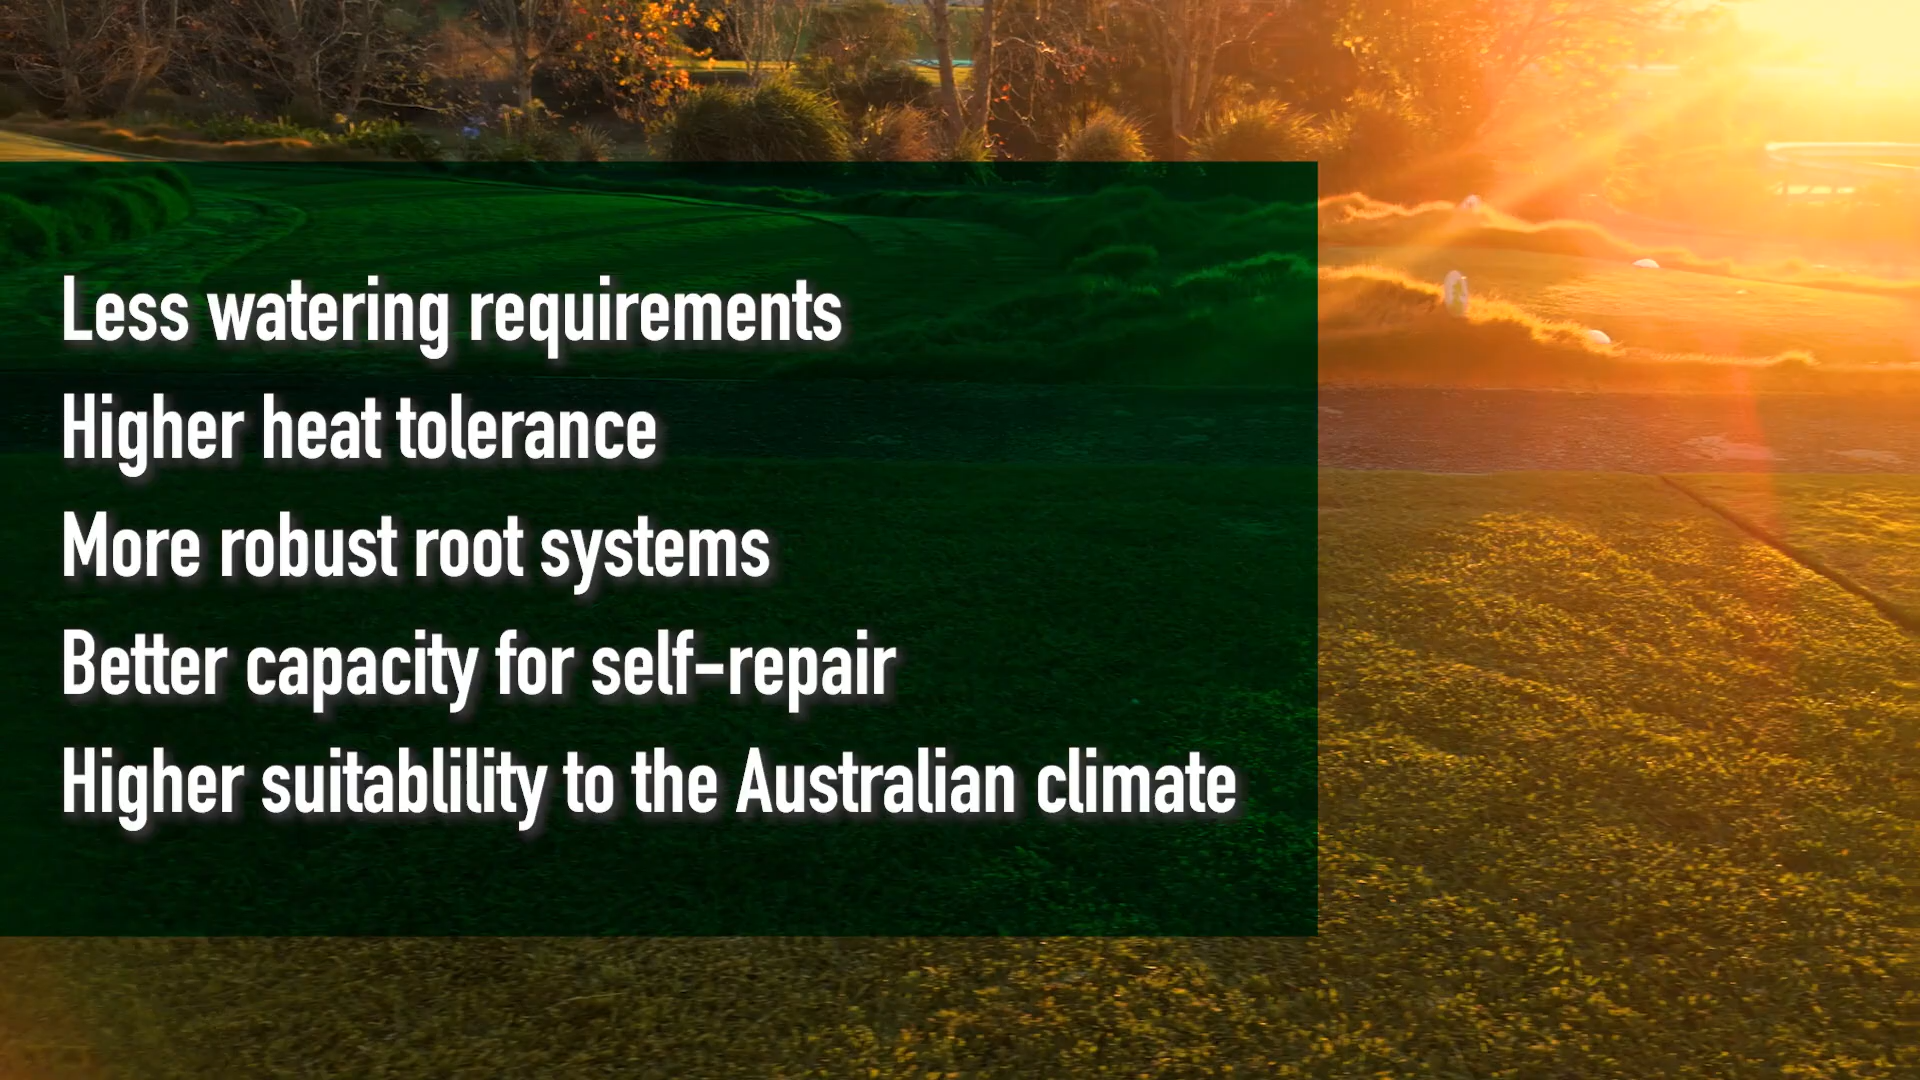 Less watering requirements
Higher heat tolerance
More robust root systems
Better capacity for self-repair
Higher suitablility to the Australian climate